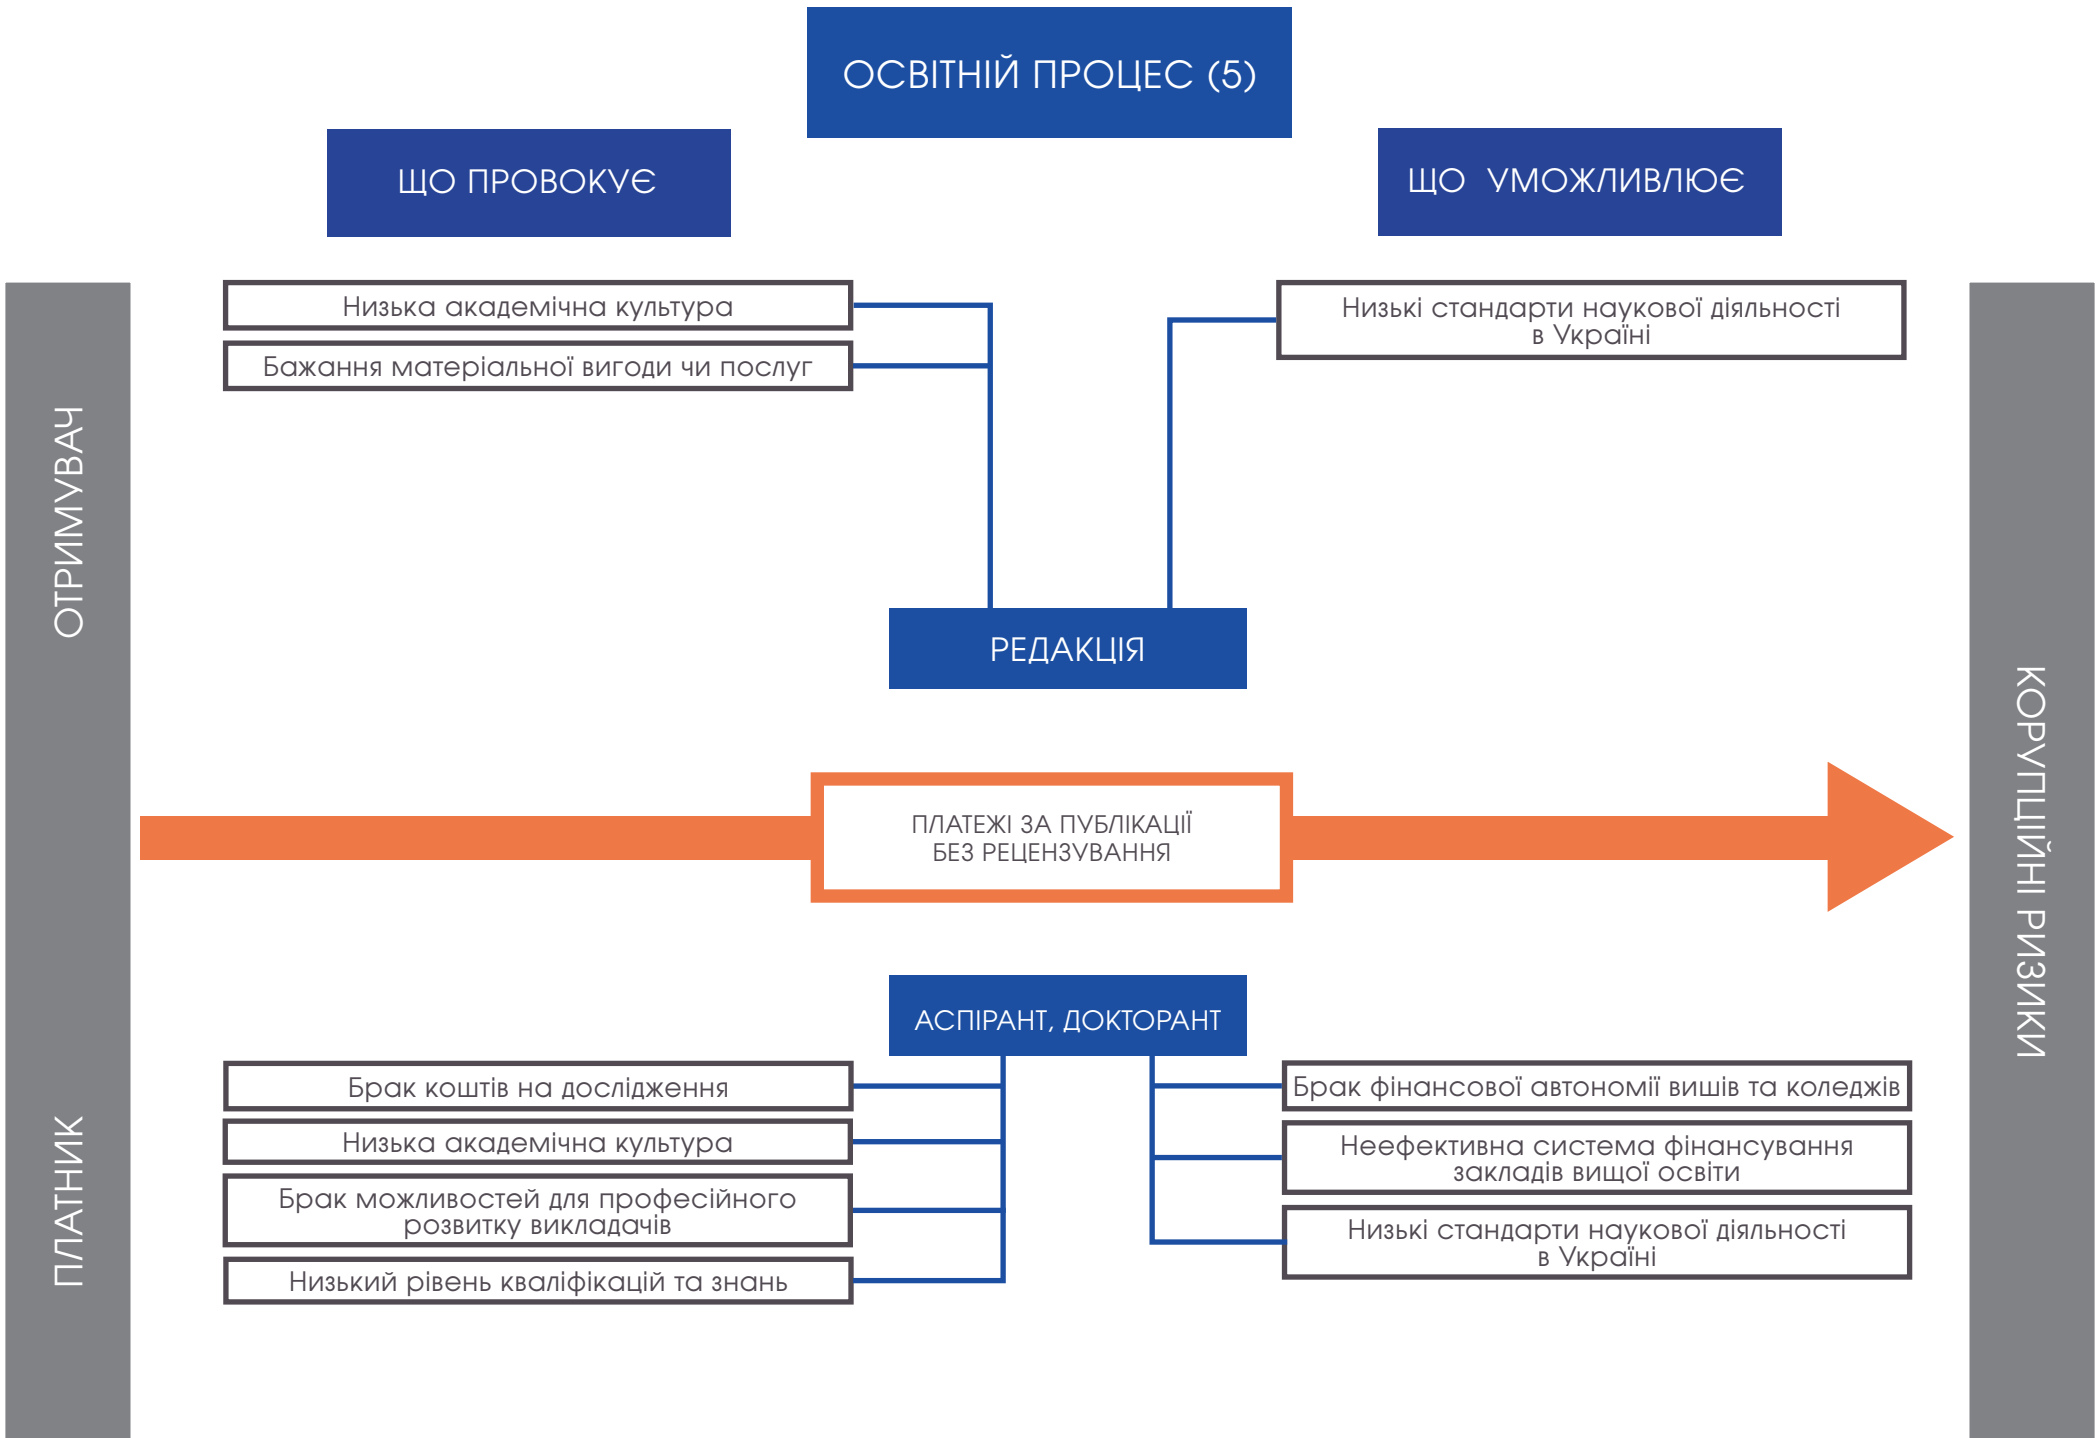 ОСВІТНІЙ ПРОЦЕС (5)
ЩО ПРОВОКУЄ
ЩО УМОЖЛИВЛЮЄ
ОТРИМУВАЧ
Низька академічна культура
Бажання матеріальної вигоди чи послуг
Низькі стандарти наукової діяльності
в Україні
РЕДАКЦІЯ
ПЛАТЕЖІ ЗА ПУБЛІКАЦІЇ
БЕЗ РЕЦЕНЗУВАННЯ
КОРУПЦІЙНІ РИЗИКИ
АСПІРАНТ, ДОКТОРАНТ
ПЛАТНИК
Брак коштів на дослідження
Низька академічна культура
Брак можливостей для професійного
розвитку викладачів
Низький рівень кваліфікацій та знань
Брак фінансової автономії вишів та коледжів
Неефективна система фінансування
закладів вищої освіти
Низькі стандарти наукової діяльності
в Україні